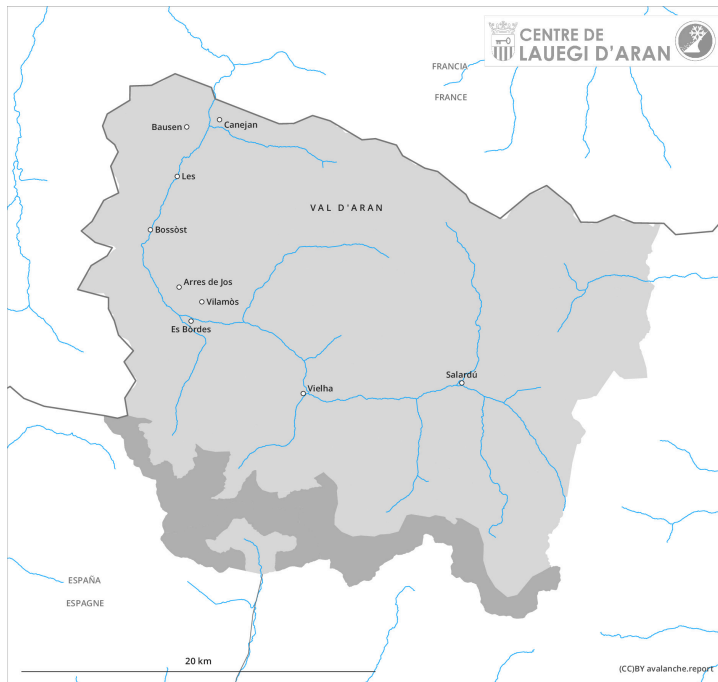 CENTRE DE
LAUEGI D'ARAN
FRANCIA
FRANCE
Canejan
Bausen
Les
VAL D'ARAN
Bossòst
Arres de Jos
Vilamòs
Es Bòrdes
Salardú
Vielha
ESPAÑA
ESPAGNE
20 km
(CC)BY avalanche.report